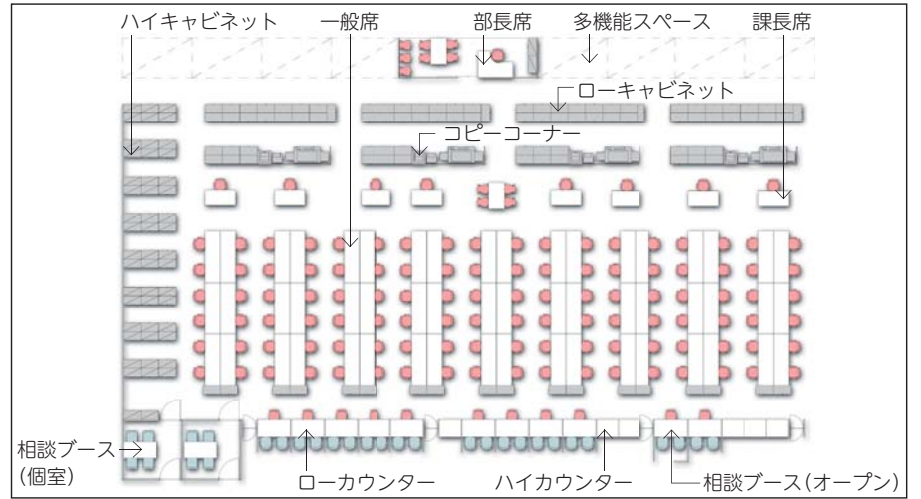 ハイキャビネット
一般席
部長席
多機能スペース
課長席
ローキャビネット
コピーコーナー
相談ブース
(個室)
ローカウンター
ハイカウンター
相談ブース(オープン)